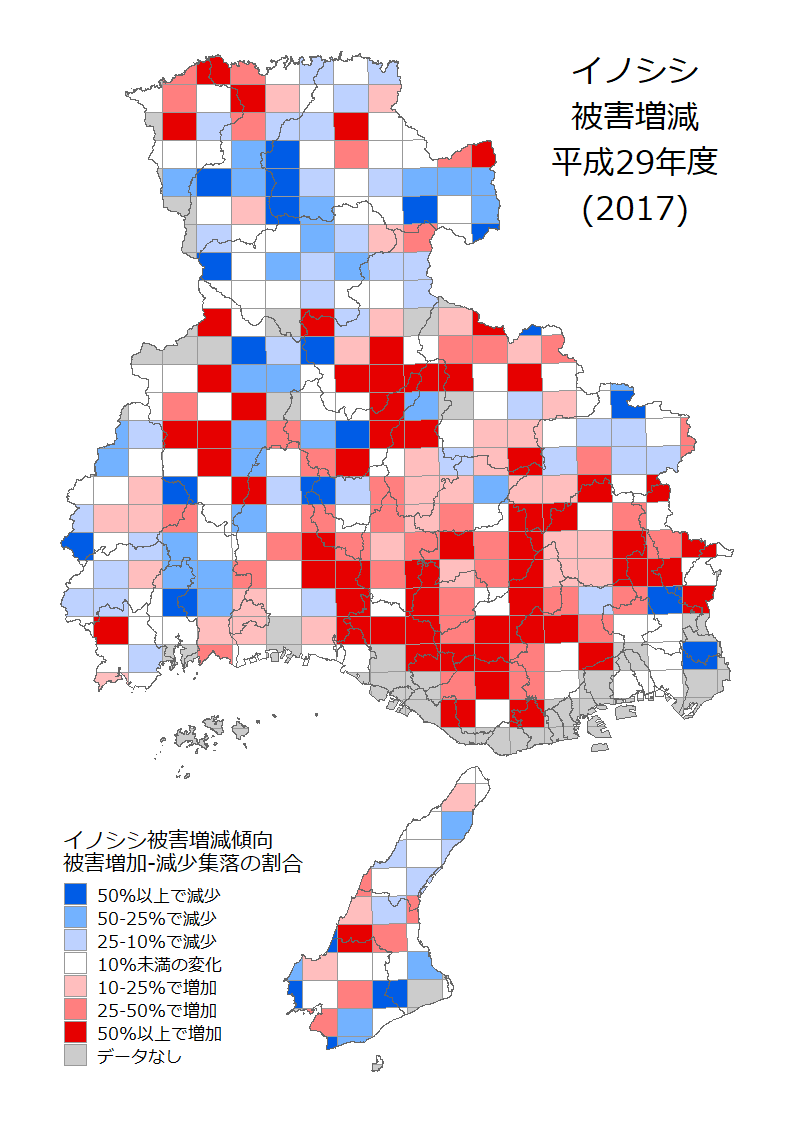 イノシシ
被害増減
平成29年度
(2017)
イノシシ被害増減傾向
被害増加-減少集落の割合
50%以上で減少
50-25%で減少
25-10%で減少
10%未満の変化
10-25%で増加
25-50%で増加
50%以上で増加
データなし